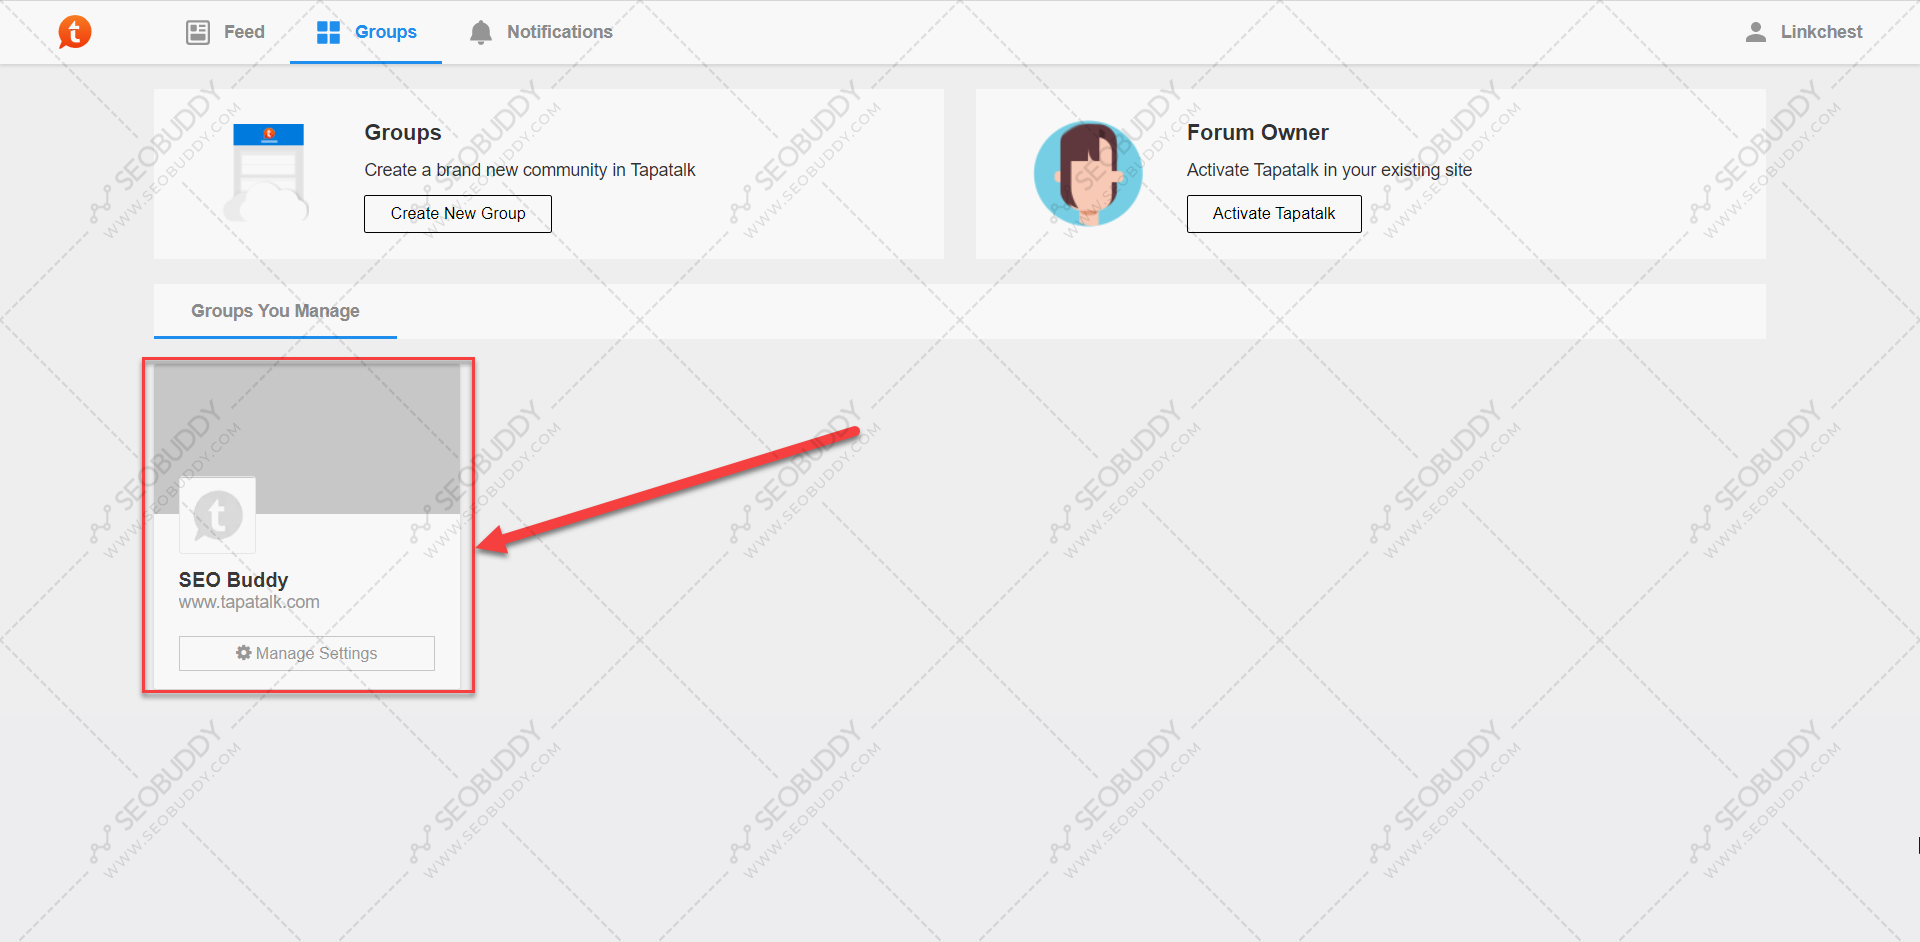 Feed
Groups
Notifications
Linkchest
Groups
Create a brand new community in Tapatalk
Create New Group
Forum Owner
Activate Tapatalk in your existing site
Activate Tapatalk
Groups You Manage
t
SEO Buddy
www.tapatalk.com
Manage Settings
SEOBUDDY
WWW.SEOBUDDY.COM